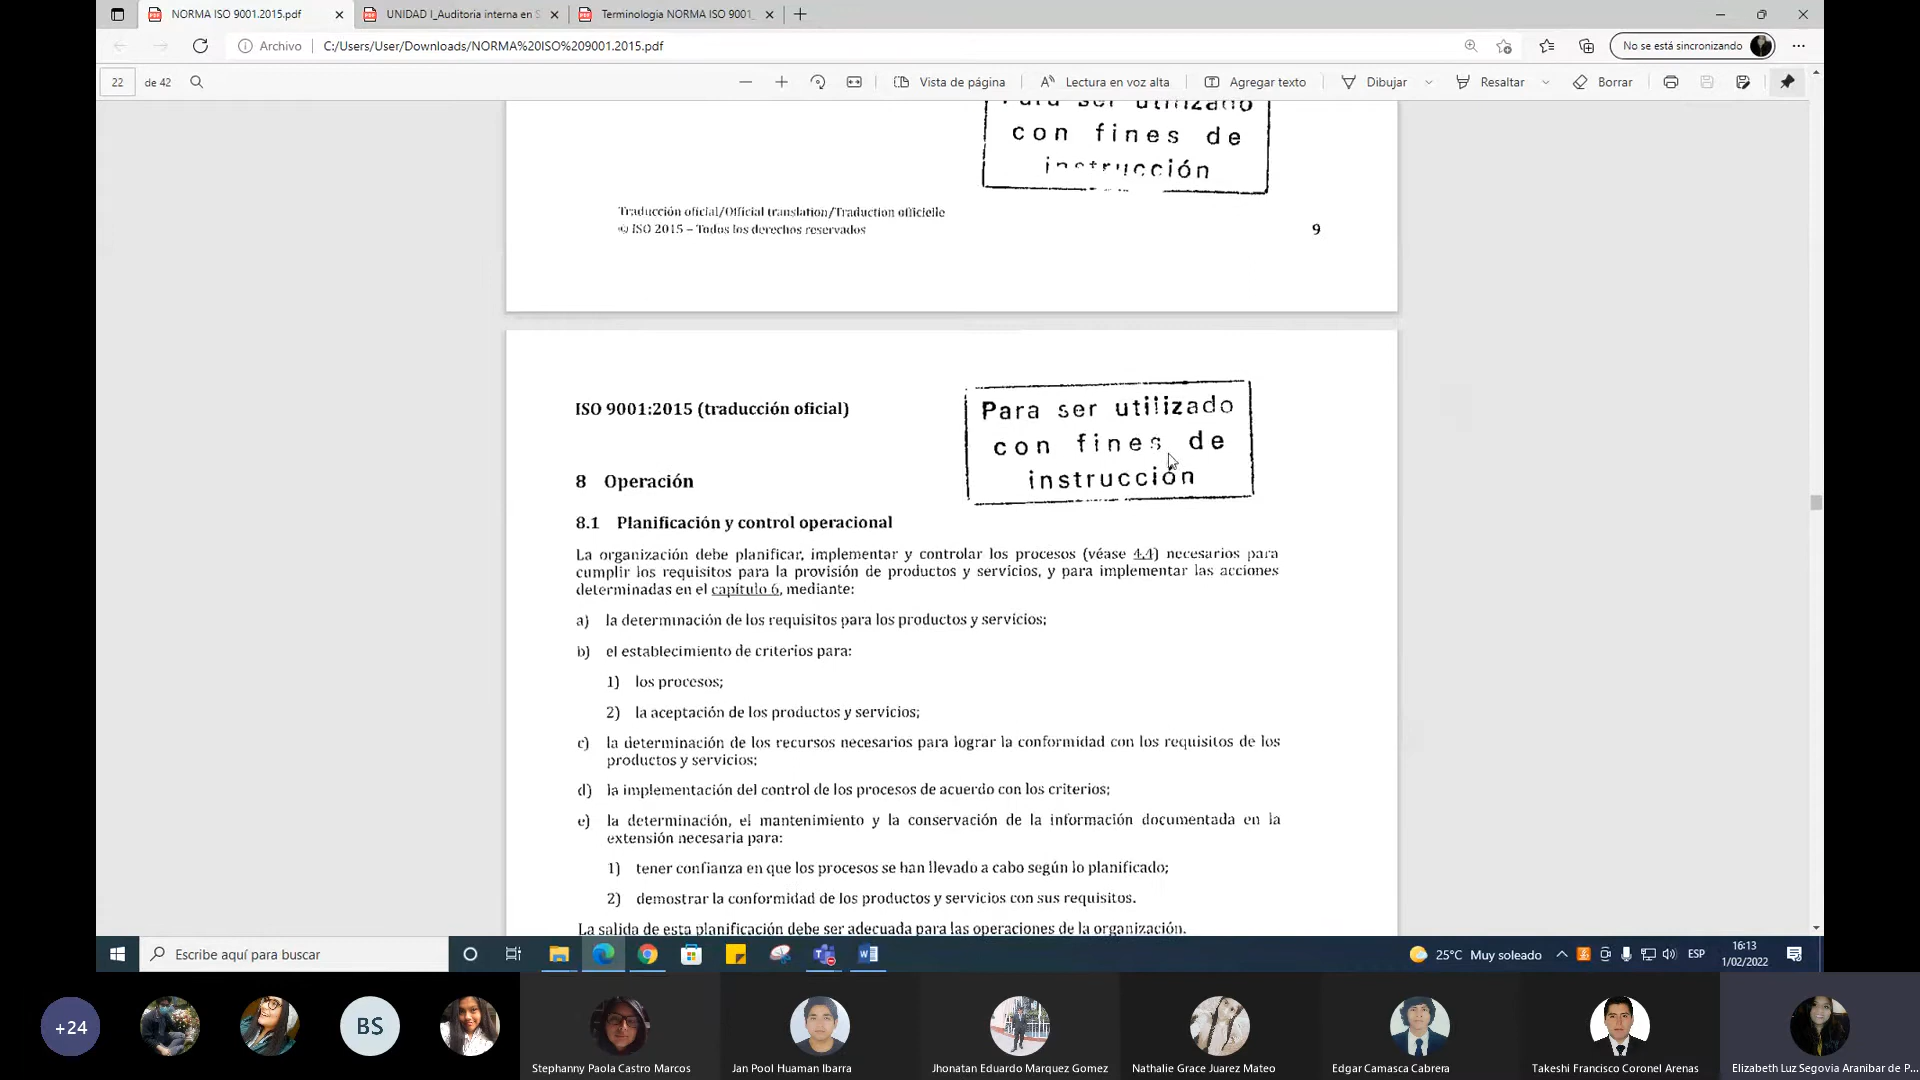 NORMA ISO 9001.2015.pdf
UNIDAD I_Auditoria interna en S
Terminología NORMA ISO 9001_
Archivo
C:/Users/User/Downloads/NORMA%20ISO%209001.2015.pdf
No se está sincronizando
22 de 42
Vista de página
Lectura en voz alta
Agregar texto
Dibujar
Resaltar
Borrar
Para ser utilizado
con fines de
instrucción
Traducción oficial/Official translation/Traduction officielle
© ISO 2015 – Todos los derechos reservados
9
ISO 9001:2015 (traducción oficial)
Para ser utilizado
con fines de
instrucción
8 Operación
8.1 Planificación y control operacional
La organización debe planificar, implementar y controlar los procesos (véase 4.4) necesarios para
cumplir los requisitos para la provisión de productos y servicios, y para implementar las acciones
determinadas en el capítulo 6, mediante:
a) la determinación de los requisitos para los productos y servicios;
b) el establecimiento de criterios para:
1) los procesos;
2) la aceptación de los productos y servicios;
c) la determinación de los recursos necesarios para lograr la conformidad con los requisitos de los
productos y servicios;
d) la implementación del control de los procesos de acuerdo con los criterios;
e) la determinación, el mantenimiento y la conservación de la información documentada en la
extensión necesaria para:
1) tener confianza en que los procesos se han llevado a cabo según lo planificado;
2) demostrar la conformidad de los productos y servicios con sus requisitos.
La salida de esta planificación debe ser adecuada para las operaciones de la organización.
Escribe aquí para buscar
25°C Muy soleado
ESP
16:13
1/02/2022
+24
BS
Stephanny Paola Castro Marcos
Jan Pool Huaman Ibarra
Jhonatan Eduardo Marquez Gomez
Nathalie Grace Juarez Mateo
Edgar Camasca Cabrera
Takeshi Francisco Coronel Arenas
Elizabeth Luz Segovia Aranibar de P...